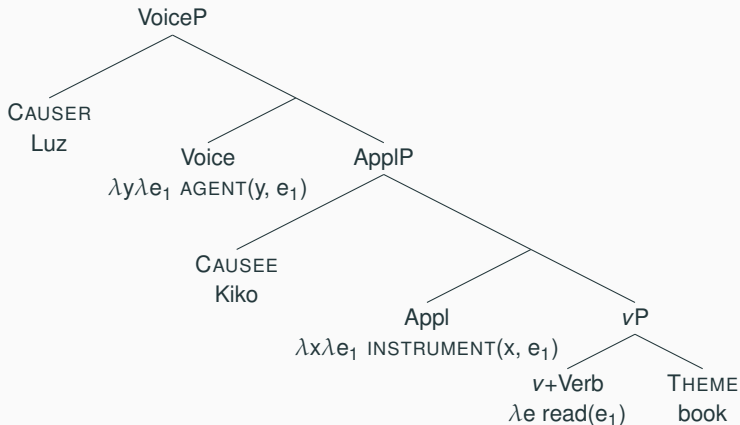 VoiceP
CAUSER
Luz
Voice
λyλe₁ AGENT(y, e₁)
ApplP
CAUSEE
Kiko
Appl
λxλe₁ INSTRUMENT(x, e₁)
vP
v+Verb
λe read(e₁)
THEME
book